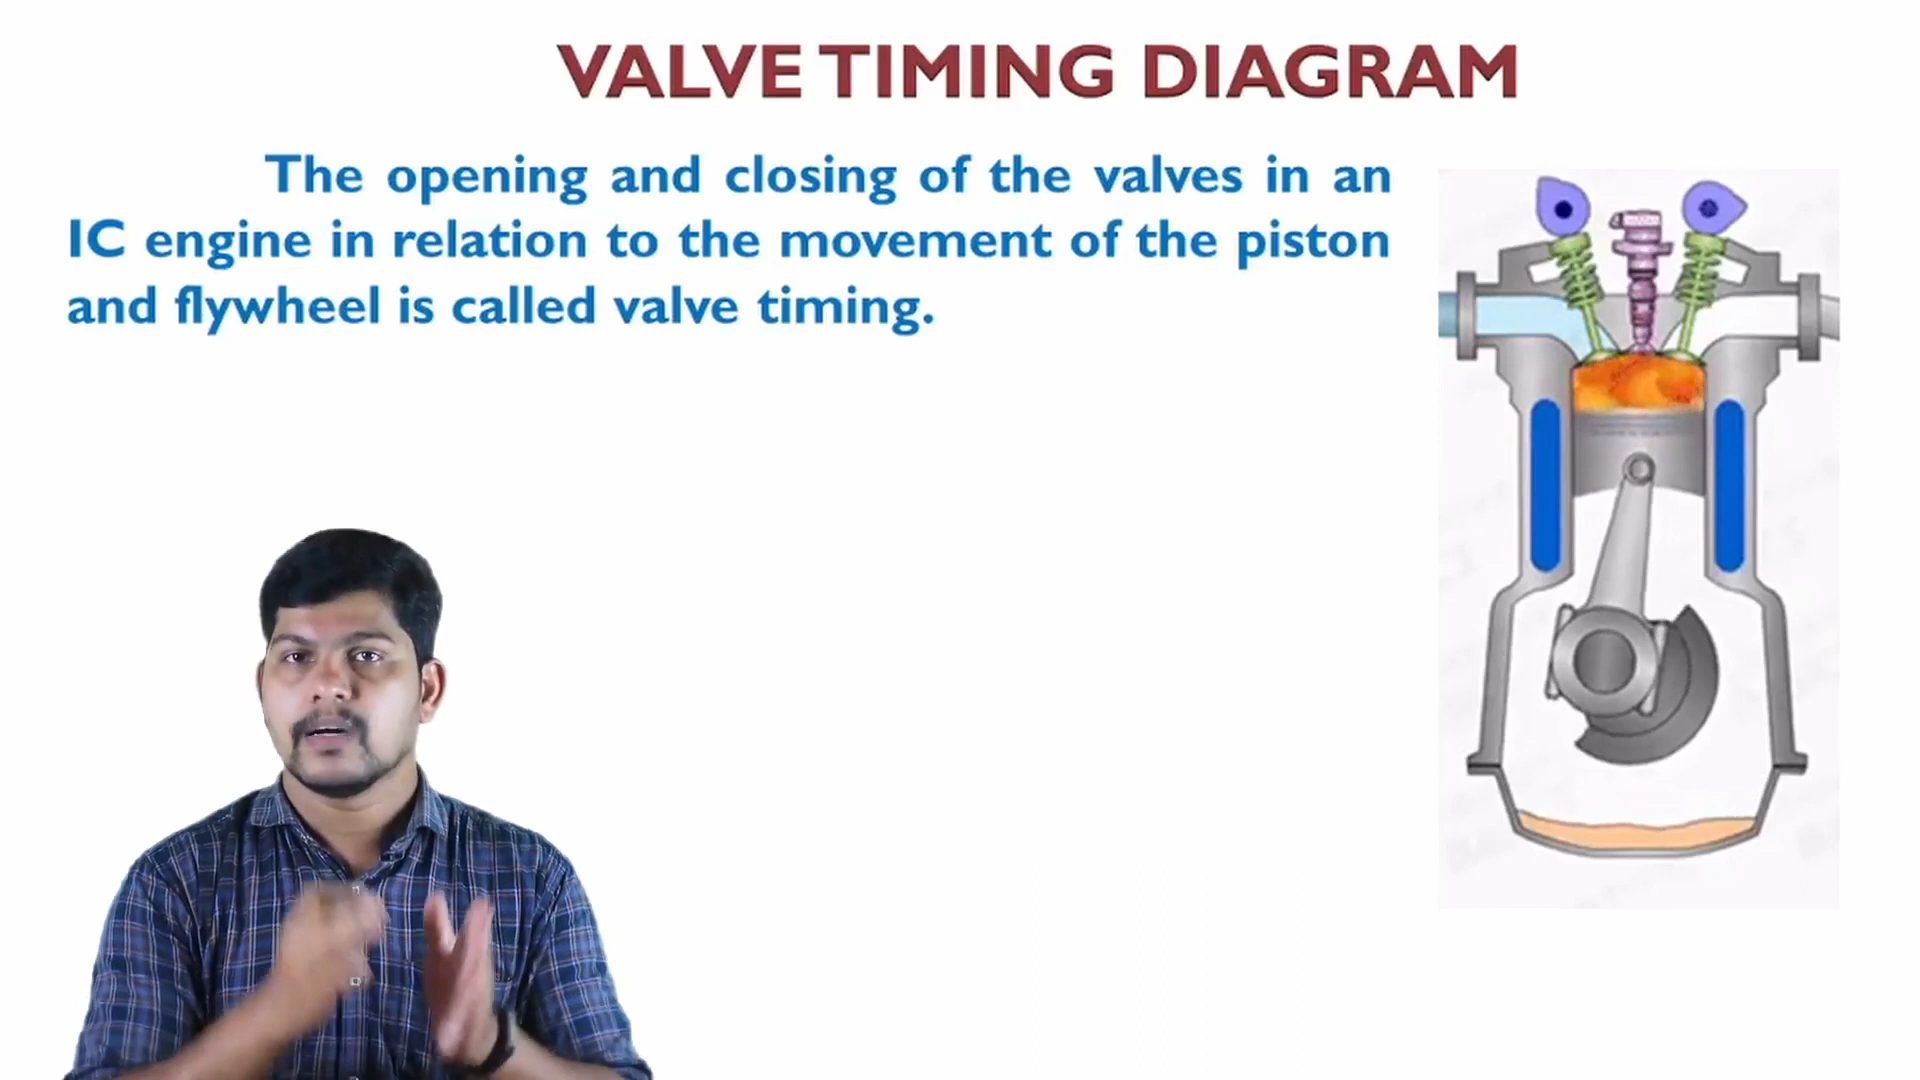 VALVE TIMING DIAGRAM
The opening and closing of the valves in an
IC engine in relation to the movement of the piston
and flywheel is called valve timing.